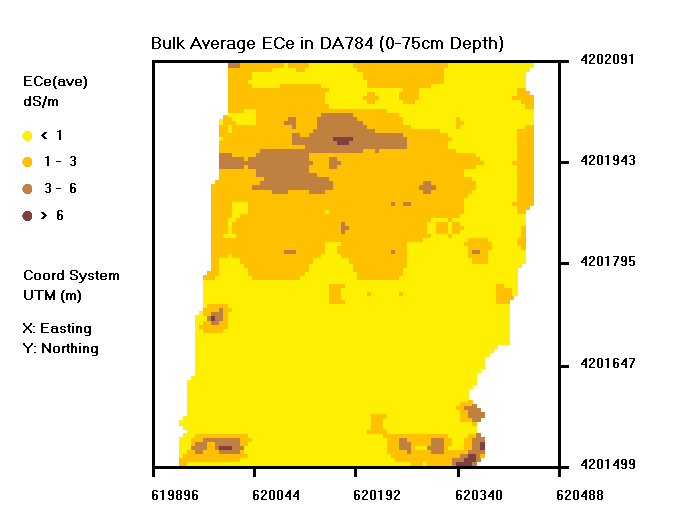 Bulk Average ECe in DA784 (0-75cm Depth)
ECe(ave)
dS/m
< 1
1 - 3
3 - 6
> 6
Coord System
UTM (m)
X: Easting
Y: Northing
4202091
4201943
4201795
4201647
4201499
619896 620044 620192 620340 620488